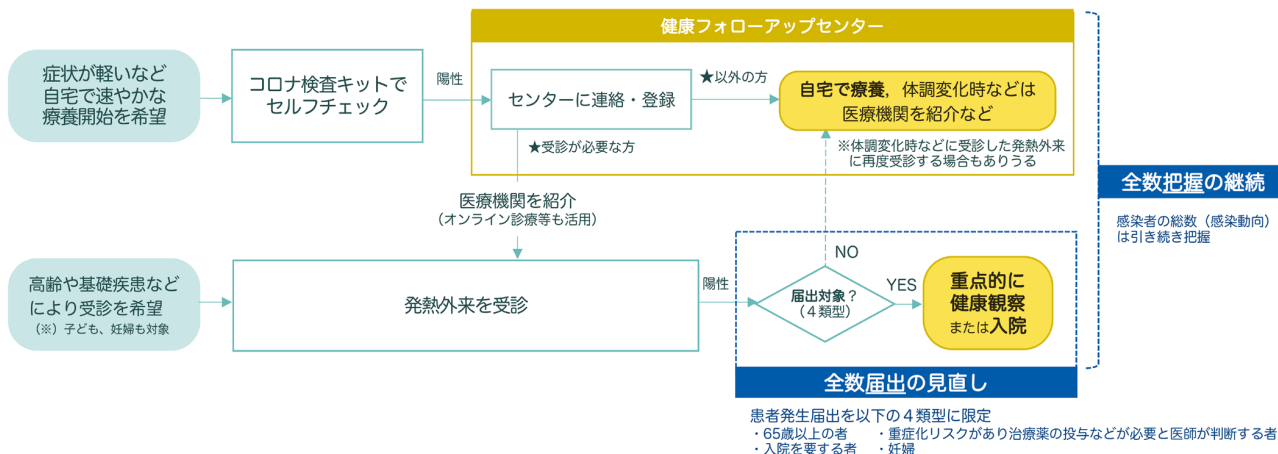 健康フォローアップセンター
症状が軽いなど
自宅で速やかな
療養開始を希望
コロナ検査キットで
セルフチェック
陽性
センターに連絡・登録
★以外の方
自宅で療養，体調変化時などは
医療機関を紹介など
★受診が必要な方
※体調変化時などに受診した発熱外来
に再度受診する場合もありうる
全数把握の継続
感染者の総数（感染動向）
は引き続き把握
医療機関を紹介
（オンライン診療等も活用）
高齢や基礎疾患など
により受診を希望
（※）子ども、妊婦も対象
発熱外来を受診
陽性
届出対象？
（４類型）
NO
YES
重点的に
健康観察
または入院
全数届出の見直し
患者発生届出を以下の４類型に限定
・65歳以上の者　・重症化リスクがあり治療薬の投与などが必要と医師が判断する者
・入院を要する者　・妊婦